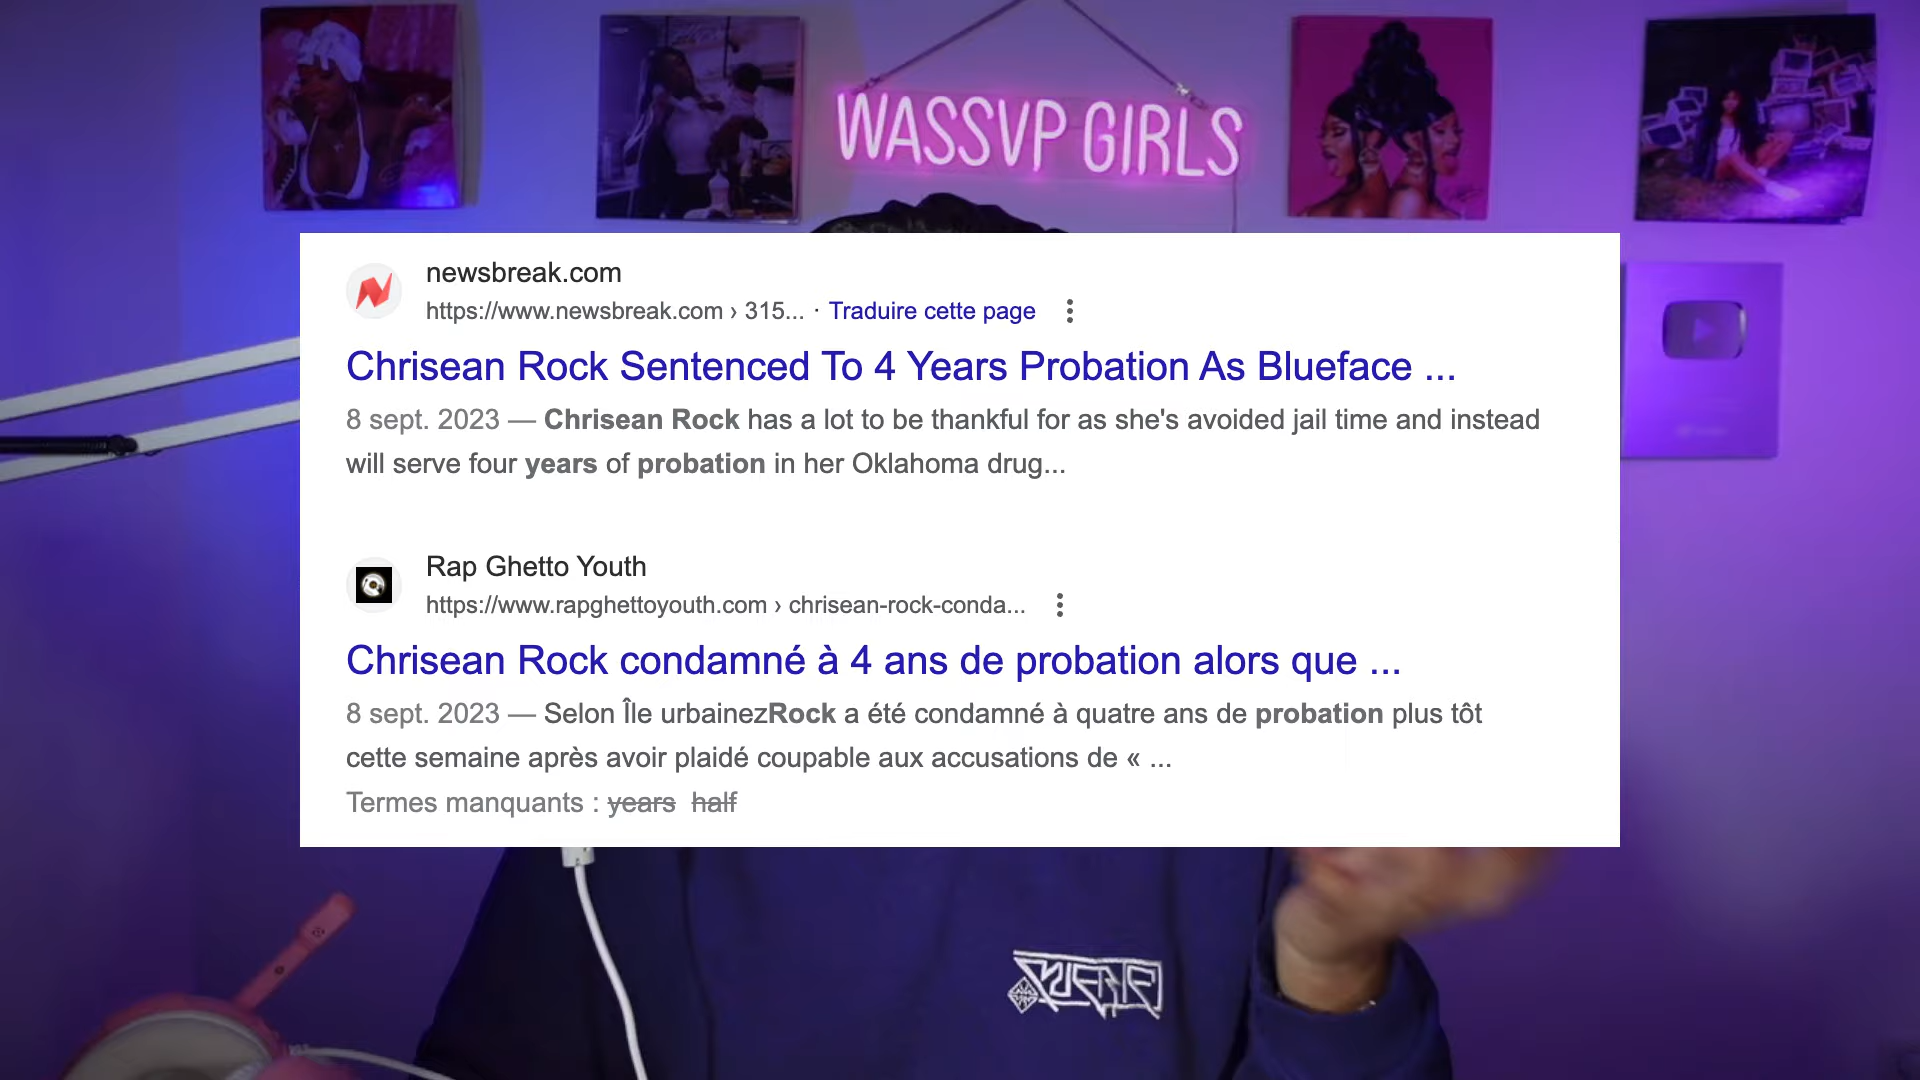 WASSVP GIRLS
newsbreak.com
https://www.newsbreak.com › 315... · Traduire cette page
Chrisean Rock Sentenced To 4 Years Probation As Blueface ...
8 sept. 2023 — Chrisean Rock has a lot to be thankful for as she's avoided jail time and instead
will serve four years of probation in her Oklahoma drug...
Rap Ghetto Youth
https://www.rapghettoyouth.com › chrisean-rock-conda...
Chrisean Rock condamné à 4 ans de probation alors que ...
8 sept. 2023 — Selon Île urbainezRock a été condamné à quatre ans de probation plus tôt
cette semaine après avoir plaidé coupable aux accusations de « ...
Termes manquants : years half